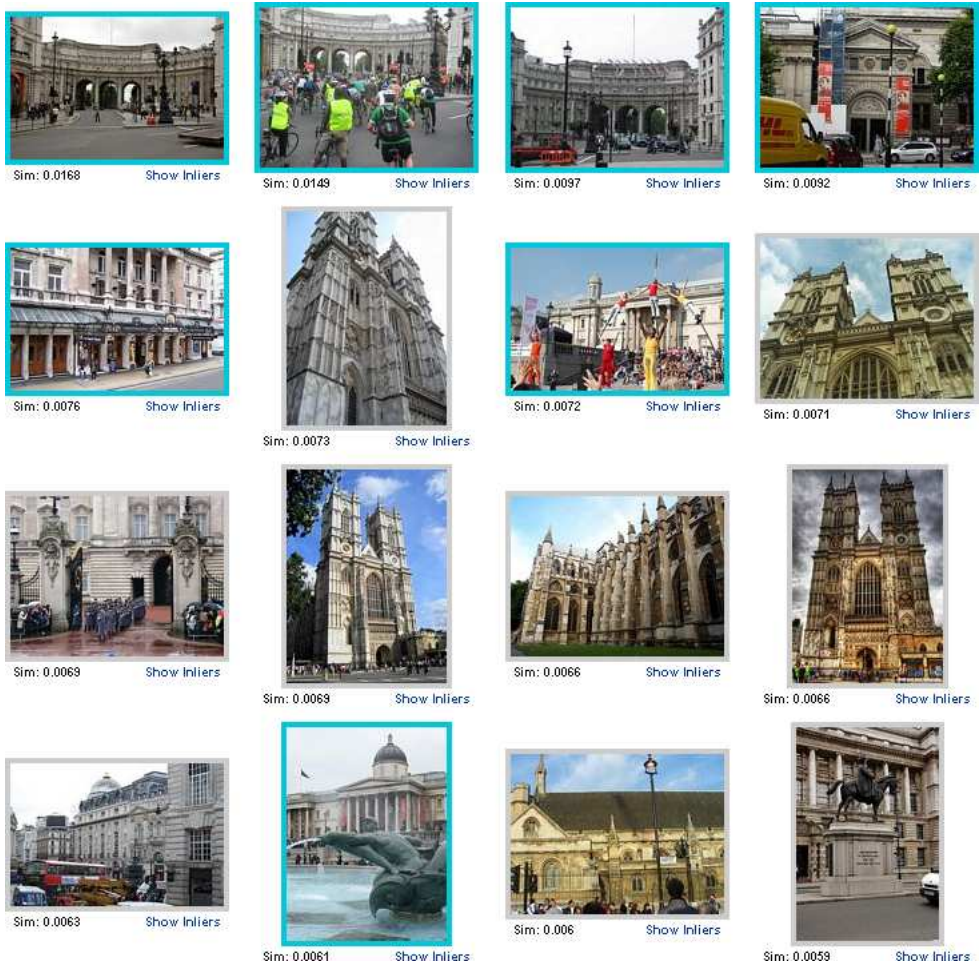 Sim: 0.0168 Show Inliers
Sim: 0.0149 Show Inliers
Sim: 0.0097 Show Inliers
Sim: 0.0092 Show Inliers
DHL
Sim: 0.0076 Show Inliers
Sim: 0.0073 Show Inliers
Sim: 0.0072 Show Inliers
Sim: 0.0071 Show Inliers
Sim: 0.0069 Show Inliers
Sim: 0.0069 Show Inliers
Sim: 0.0066 Show Inliers
Sim: 0.0066 Show Inliers
Sim: 0.0063 Show Inliers
Sim: 0.0061 Show Inliers
Sim: 0.006 Show Inliers
Sim: 0.0059 Show Inliers